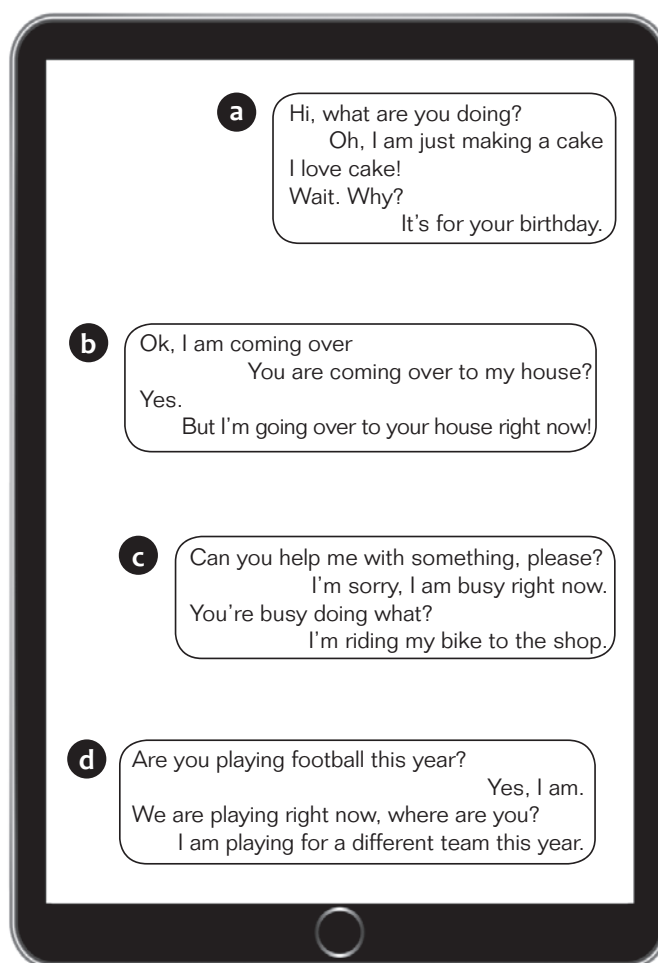 a
Hi, what are you doing?
Oh, I am just making a cake
I love cake!
Wait. Why?
It's for your birthday.
b
Ok, I am coming over
You are coming over to my house?
Yes.
But I'm going over to your house right now!
c
Can you help me with something, please?
I'm sorry, I am busy right now.
You're busy doing what?
I'm riding my bike to the shop.
d
Are you playing football this year?
Yes, I am.
We are playing right now, where are you?
I am playing for a different team this year.